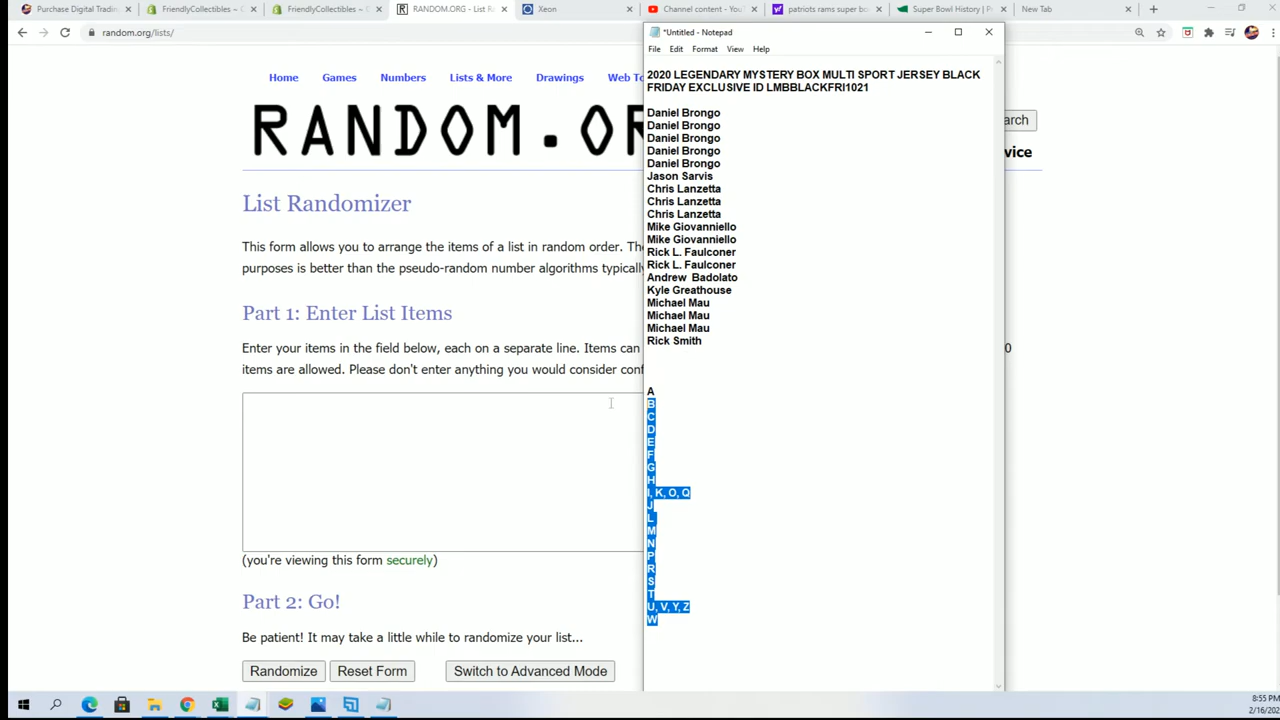 Purchase Digital Tradin
FriendlyCollectibles – C
FriendlyCollectibles – S
RANDOM.ORG - List R
Xeon
Channel content - You
patriots rams super bo
Super Bowl History | P
New Tab
random.org/lists/
*Untitled - Notepad
File Edit Format View Help
Home Games Numbers Lists & More Drawings Web To
RANDOM.OR
arch
vice
2020 LEGENDARY MYSTERY BOX MULTI SPORT JERSEY BLACK
FRIDAY EXCLUSIVE ID LMBBLACKFRI1021
Daniel Brongo
Daniel Brongo
Daniel Brongo
Daniel Brongo
Daniel Brongo
Jason Sarvis
Chris Lanzetta
Chris Lanzetta
Chris Lanzetta
Mike Giovanniello
Mike Giovanniello
Rick L. Faulconer
Rick L. Faulconer
Andrew Badolato
Kyle Greathouse
Michael Mau
Michael Mau
Michael Mau
Rick Smith
A
B
C
D
E
F
G
H
I, K, O, Q
J
L
M
N
P
R
S
T
U, V, Y, Z
W
List Randomizer
This form allows you to arrange the items of a list in random order. The
purposes is better than the pseudo-random number algorithms typically
Part 1: Enter List Items
Enter your items in the field below, each on a separate line. Items can
0
items are allowed. Please don't enter anything you would consider conf
(you're viewing this form securely)
Part 2: Go!
Be patient! It may take a little while to randomize your list...
Randomize Reset Form Switch to Advanced Mode
8:55 PM
2/16/202